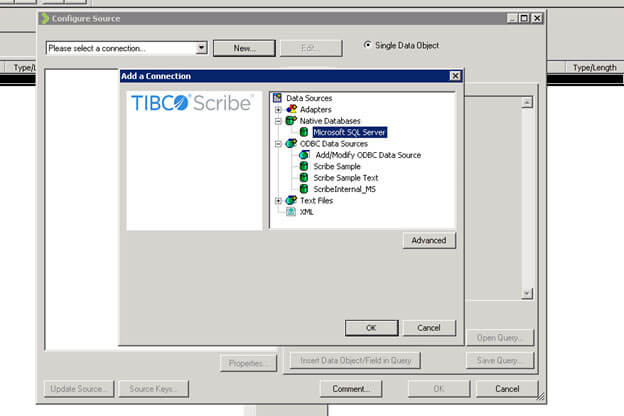 Configure Source
Please select a connection...
New...
Edit...
Single Data Object
Type/L
Type/Length
Add a Connection
TIBCO Scribe®
Data Sources
Adapters
Native Databases
Microsoft SQL Server
ODBC Data Sources
Add/Modify ODBC Data Source
Scribe Sample
Scribe Sample Text
ScribeInternal_MS
Text Files
XML
Advanced
OK
Cancel
Open Query...
Properties...
Insert Data Object/Field in Query
Save Query...
Update Source...
Source Keys...
Comment...
OK
Cancel